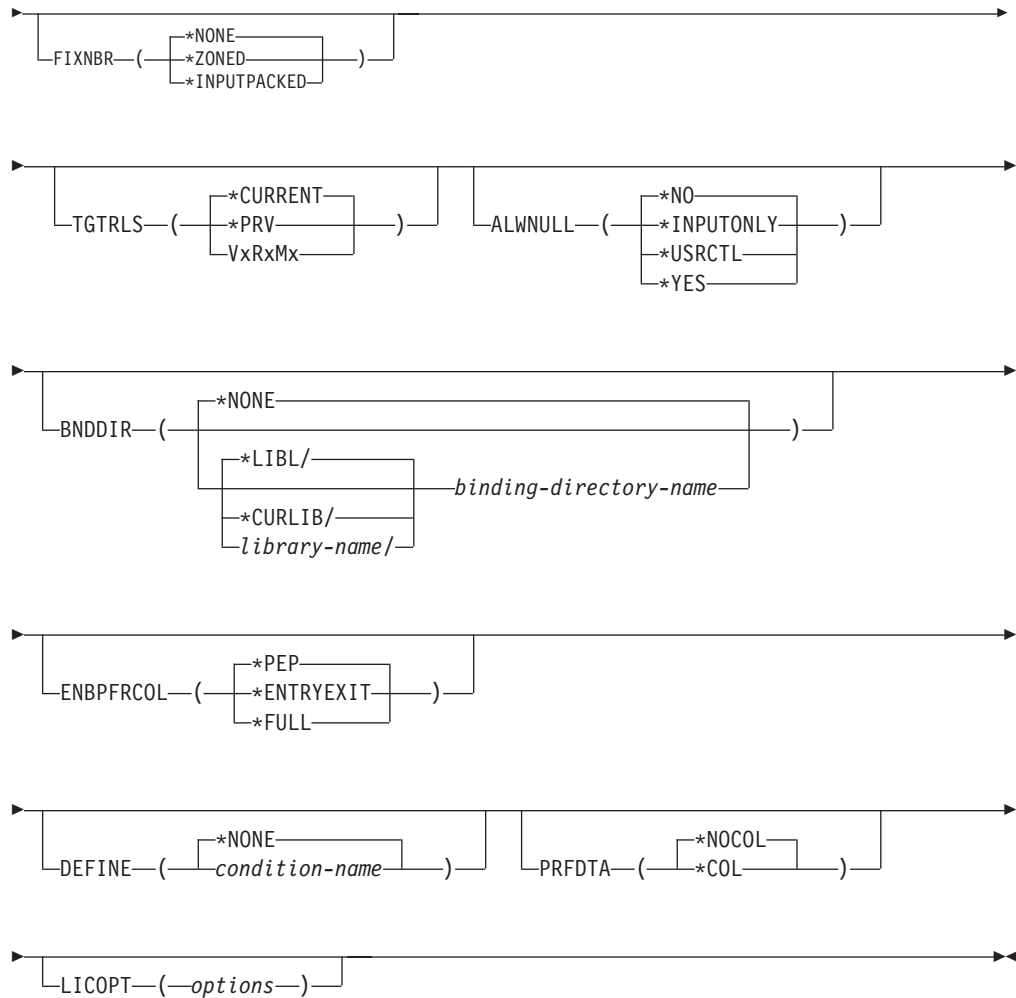 *NONE
FIXNBR ( *ZONED )
*INPUTPACKED
*CURRENT *NO
TGTRLS ( *PRV ) ALWNULL ( *INPUTONLY )
VxRxMx *USRCTL
*YES
*NONE
BNDDIR ( )
*LIBL/
binding-directory-name
*CURLIB/
library-name/
*PEP
ENBPFRCOL ( *ENTRYEXIT )
*FULL
*NONE *NOCOL
DEFINE ( condition-name ) PRFDTA ( *COL )
LICOPT ( options )